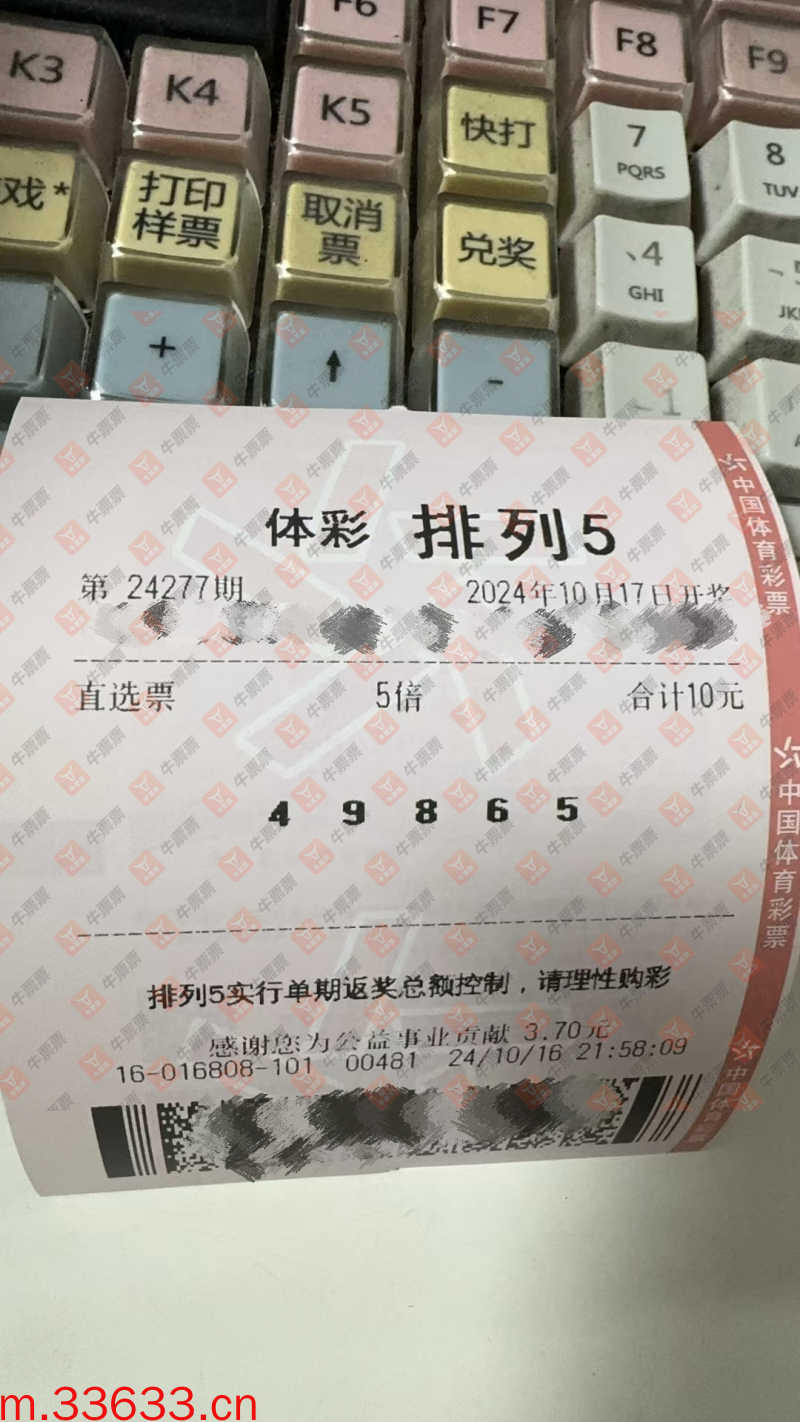 F6
F7
F8
F9
K3
K4
K5
快打
7
PQRS
8
TUV
戏*
打印
样票
取消
票
兑奖
、4
GHI
+
↑
-
1
体彩 排列5
第 24277期
2024年10月17日开奖
直选票 5倍 合计10元
4 9 8 6 5
排列5实行单期返奖总额控制，请理性购彩
感谢您为公益事业贡献 3.70元
16-016808-101 00481 24/10/16 21:58:09
中国体育彩票
中国体育彩票
中国体育彩票
牛票票
m.33633.cn